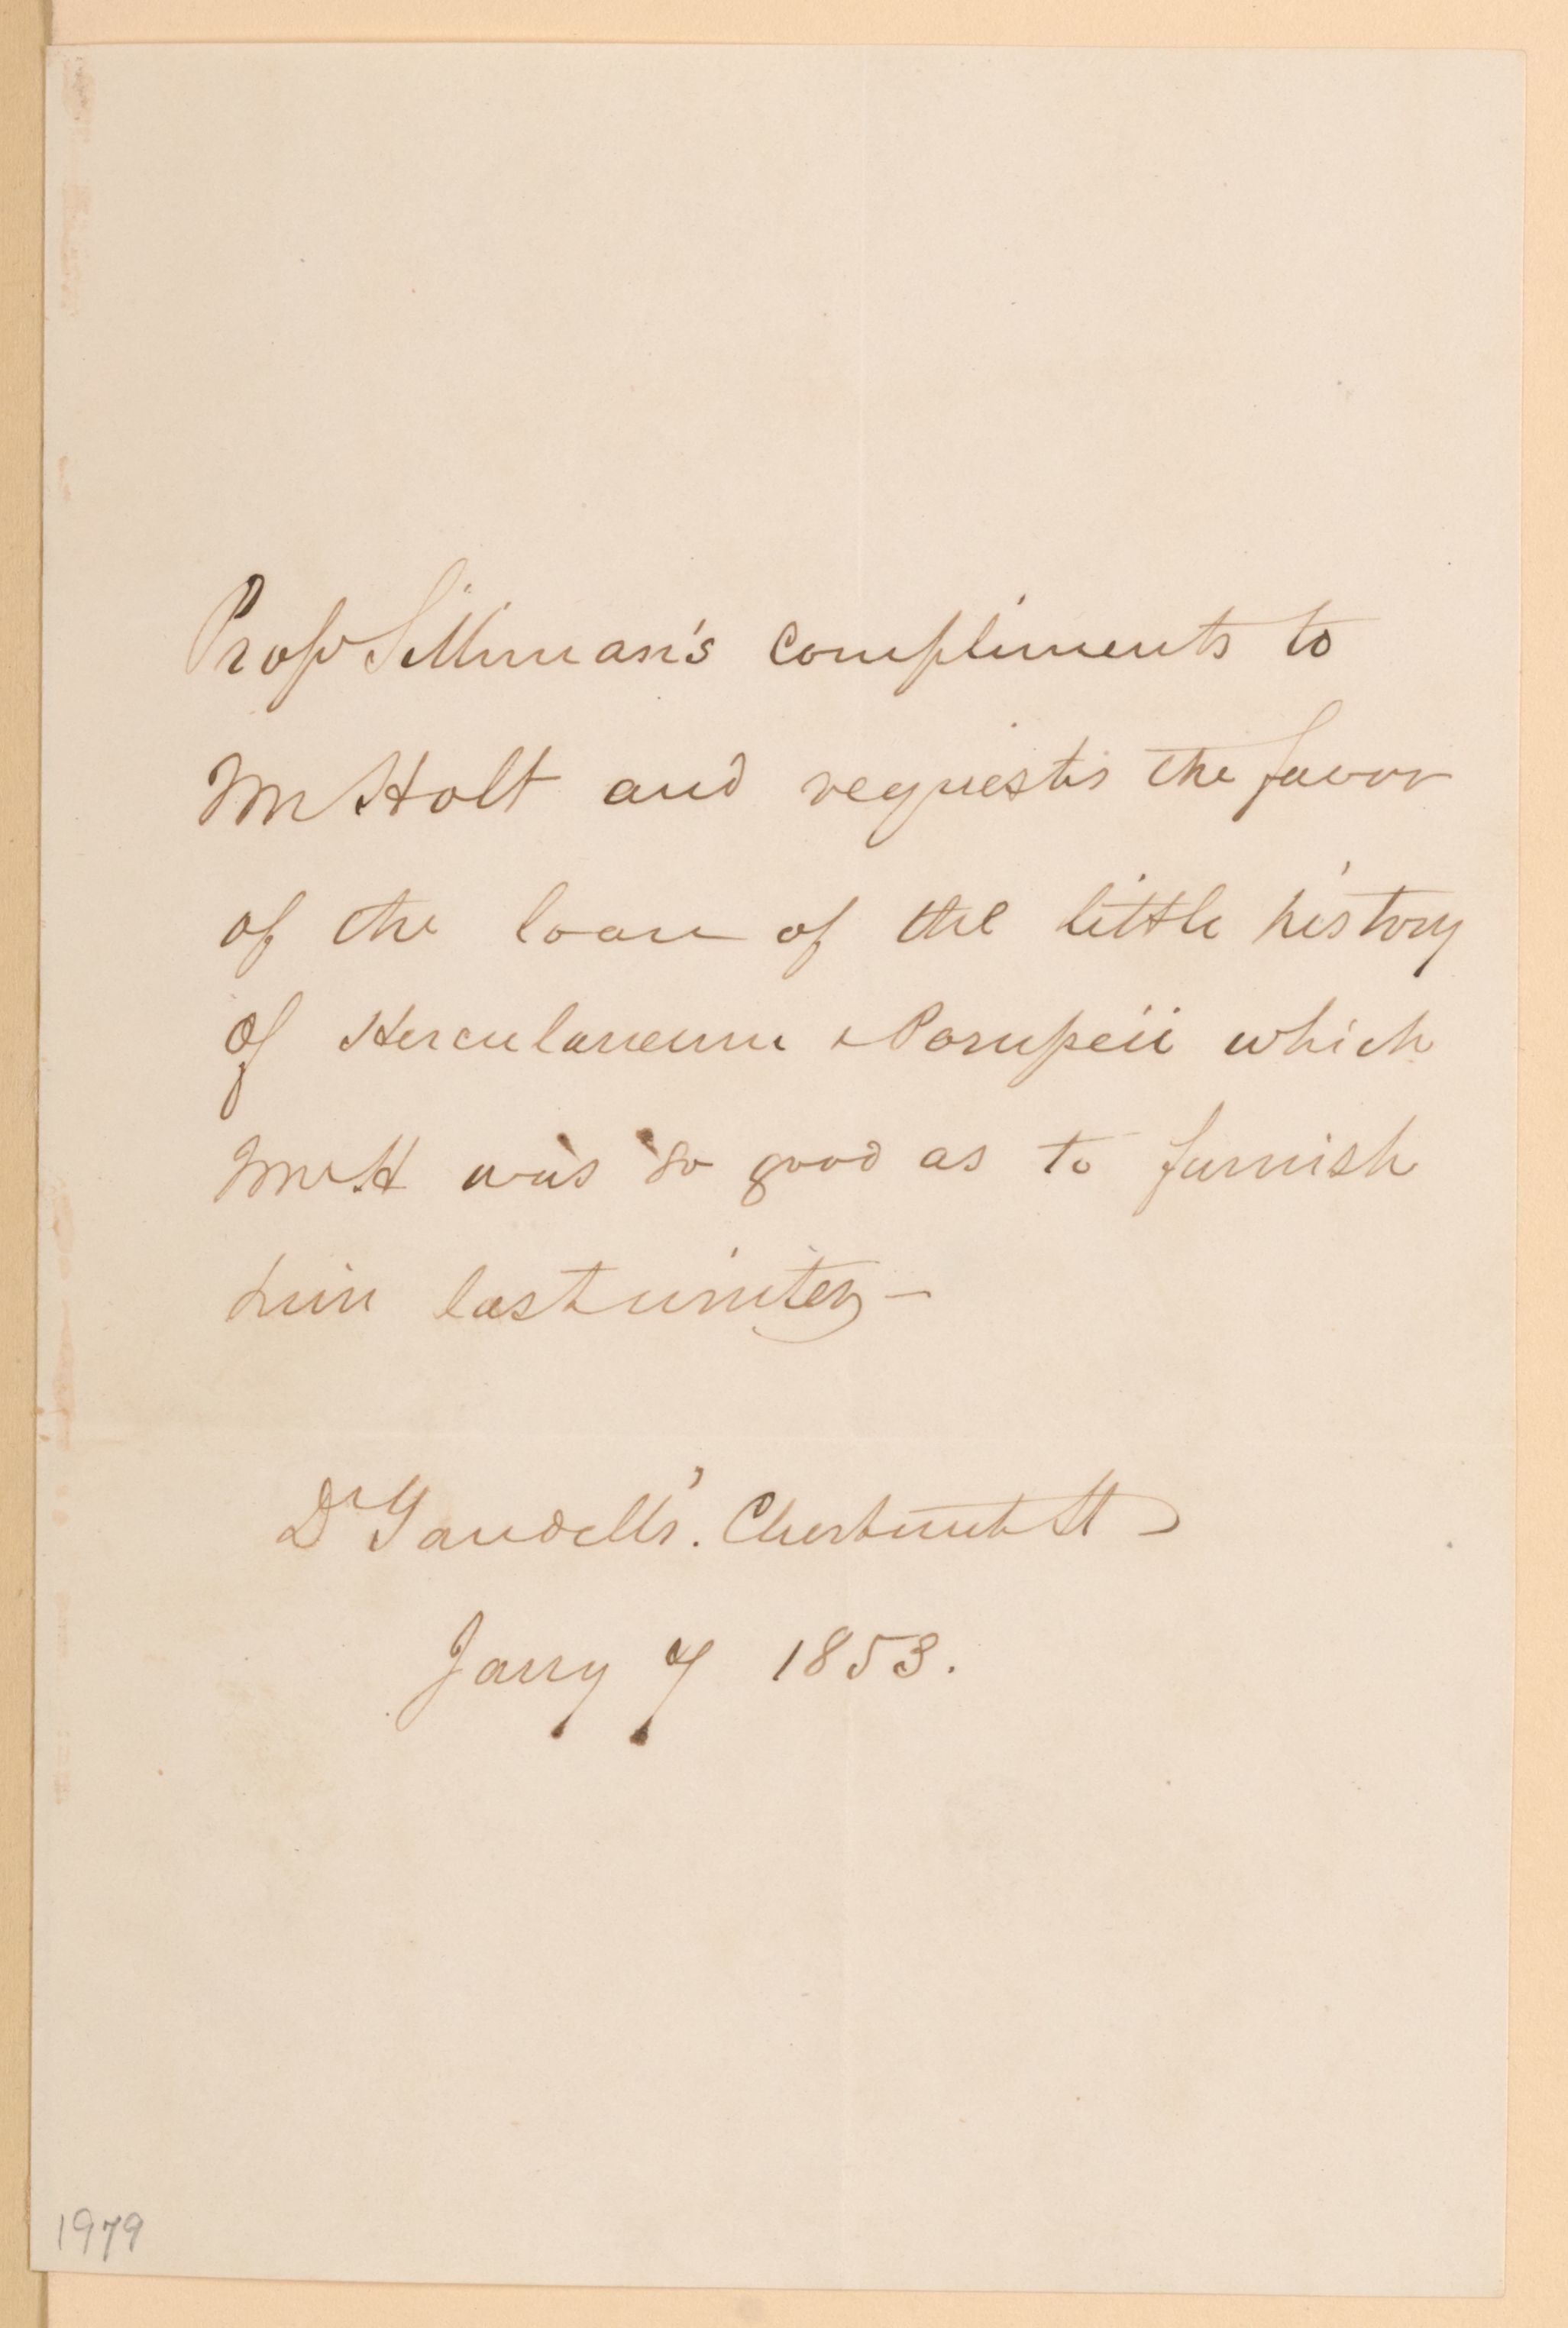 Prof Silliman's compliments to
Mr Holt and requests the favor
of the loan of the little history
of Herculaneum & Pompeii which
Mr H was so good as to furnish
him last winter –
Dr Yandell's. Chestnut St
Jany 7 1853.
1979